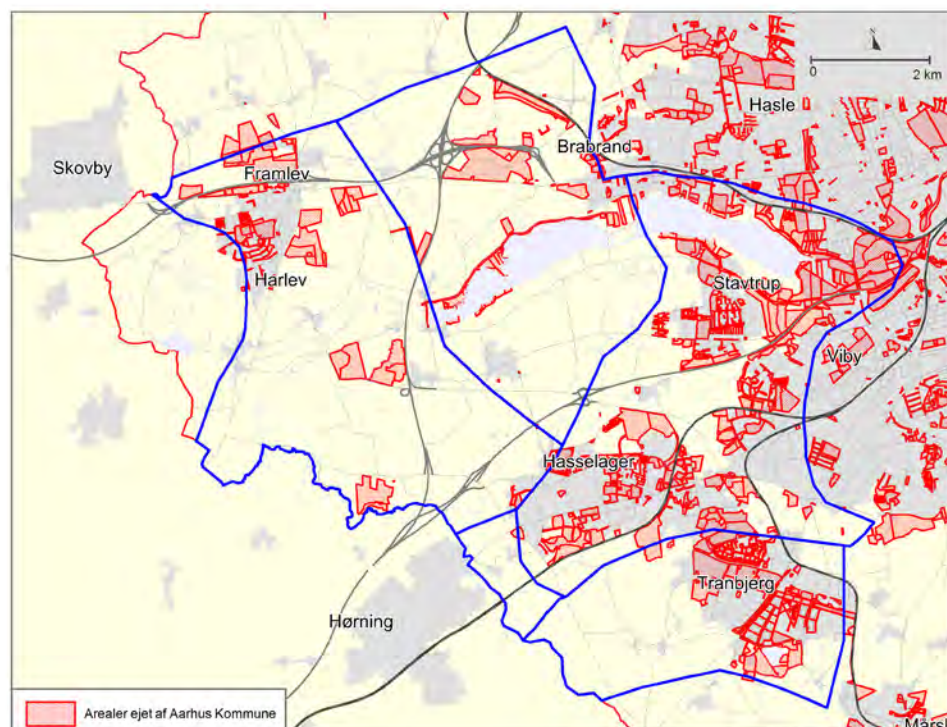 N
0 2 km
Hasle
Brabrand
Skovby
Framlev
Harlev
Stavtrup
Viby
Hasselager
Tranbjerg
Hørning
Arealer ejet af Aarhus Kommune